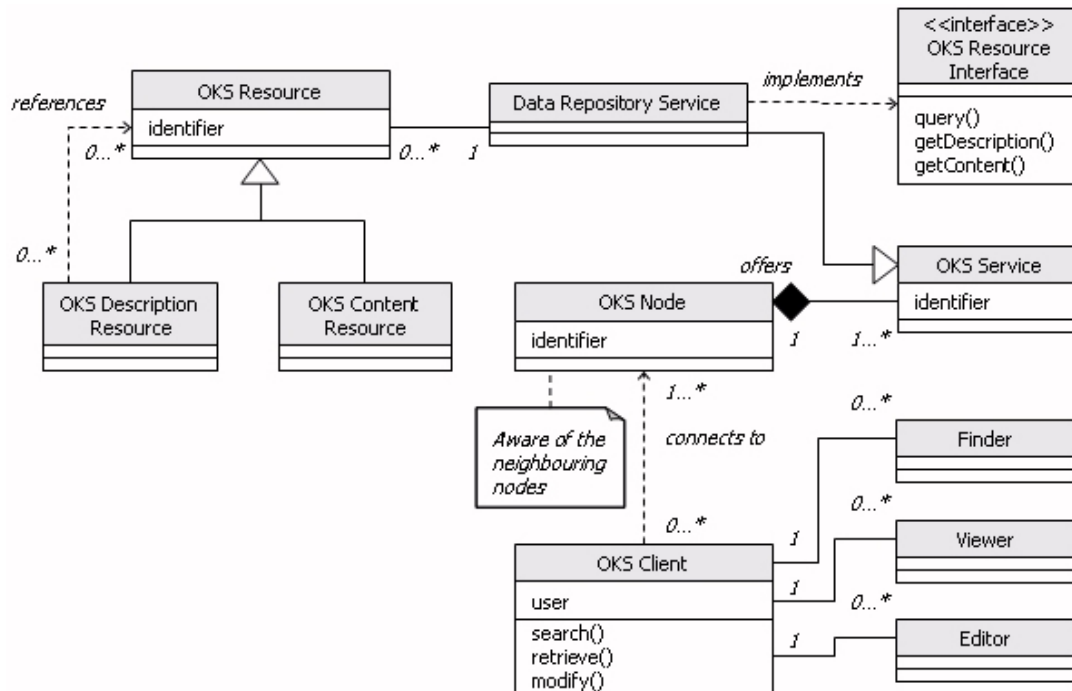 <<interface>>
OKS Resource
Interface
query()
getDescription()
getContent()
OKS Resource
identifier
references
0...*
0...*
0...*
1
Data Repository Service
implements
OKS Description
Resource
OKS Content
Resource
offers
OKS Node
identifier
1
1...*
OKS Service
identifier
Aware of the
neighbouring
nodes
1...*
connects to
0...*
OKS Client
user
search()
retrieve()
modify()
0...*
1
Finder
0...*
1
Viewer
0...*
1
Editor